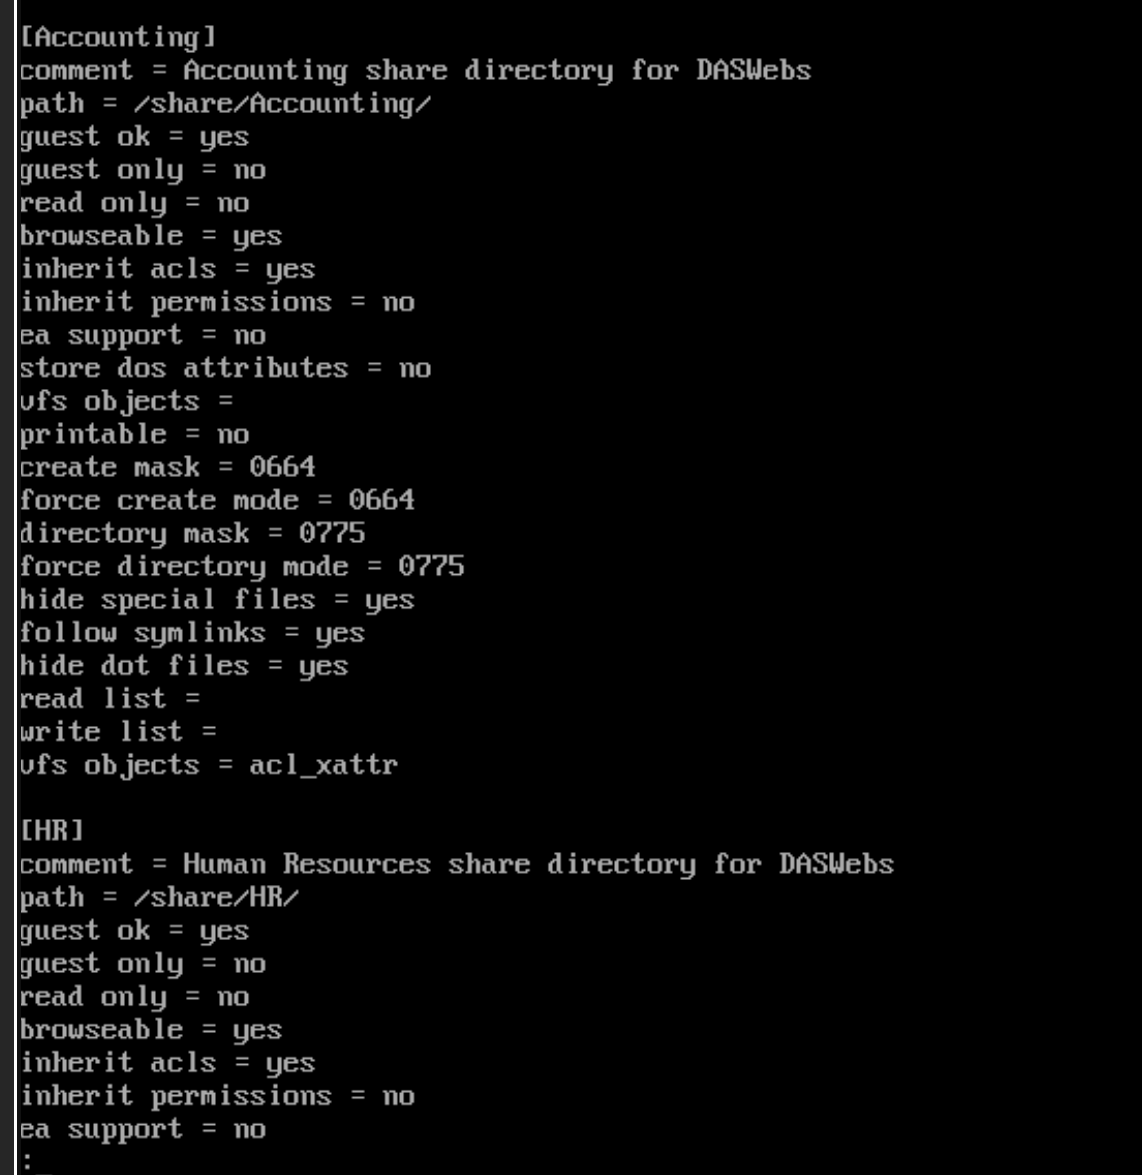 [Accounting]
comment = Accounting share directory for DASWebs
path = /share/Accounting/
guest ok = yes
guest only = no
read only = no
browseable = yes
inherit acls = yes
inherit permissions = no
ea support = no
store dos attributes = no
vfs objects =
printable = no
create mask = 0664
force create mode = 0664
directory mask = 0775
force directory mode = 0775
hide special files = yes
follow symlinks = yes
hide dot files = yes
read list =
write list =
vfs objects = acl_xattr

[HR]
comment = Human Resources share directory for DASWebs
path = /share/HR/
guest ok = yes
guest only = no
read only = no
browseable = yes
inherit acls = yes
inherit permissions = no
ea support = no
: